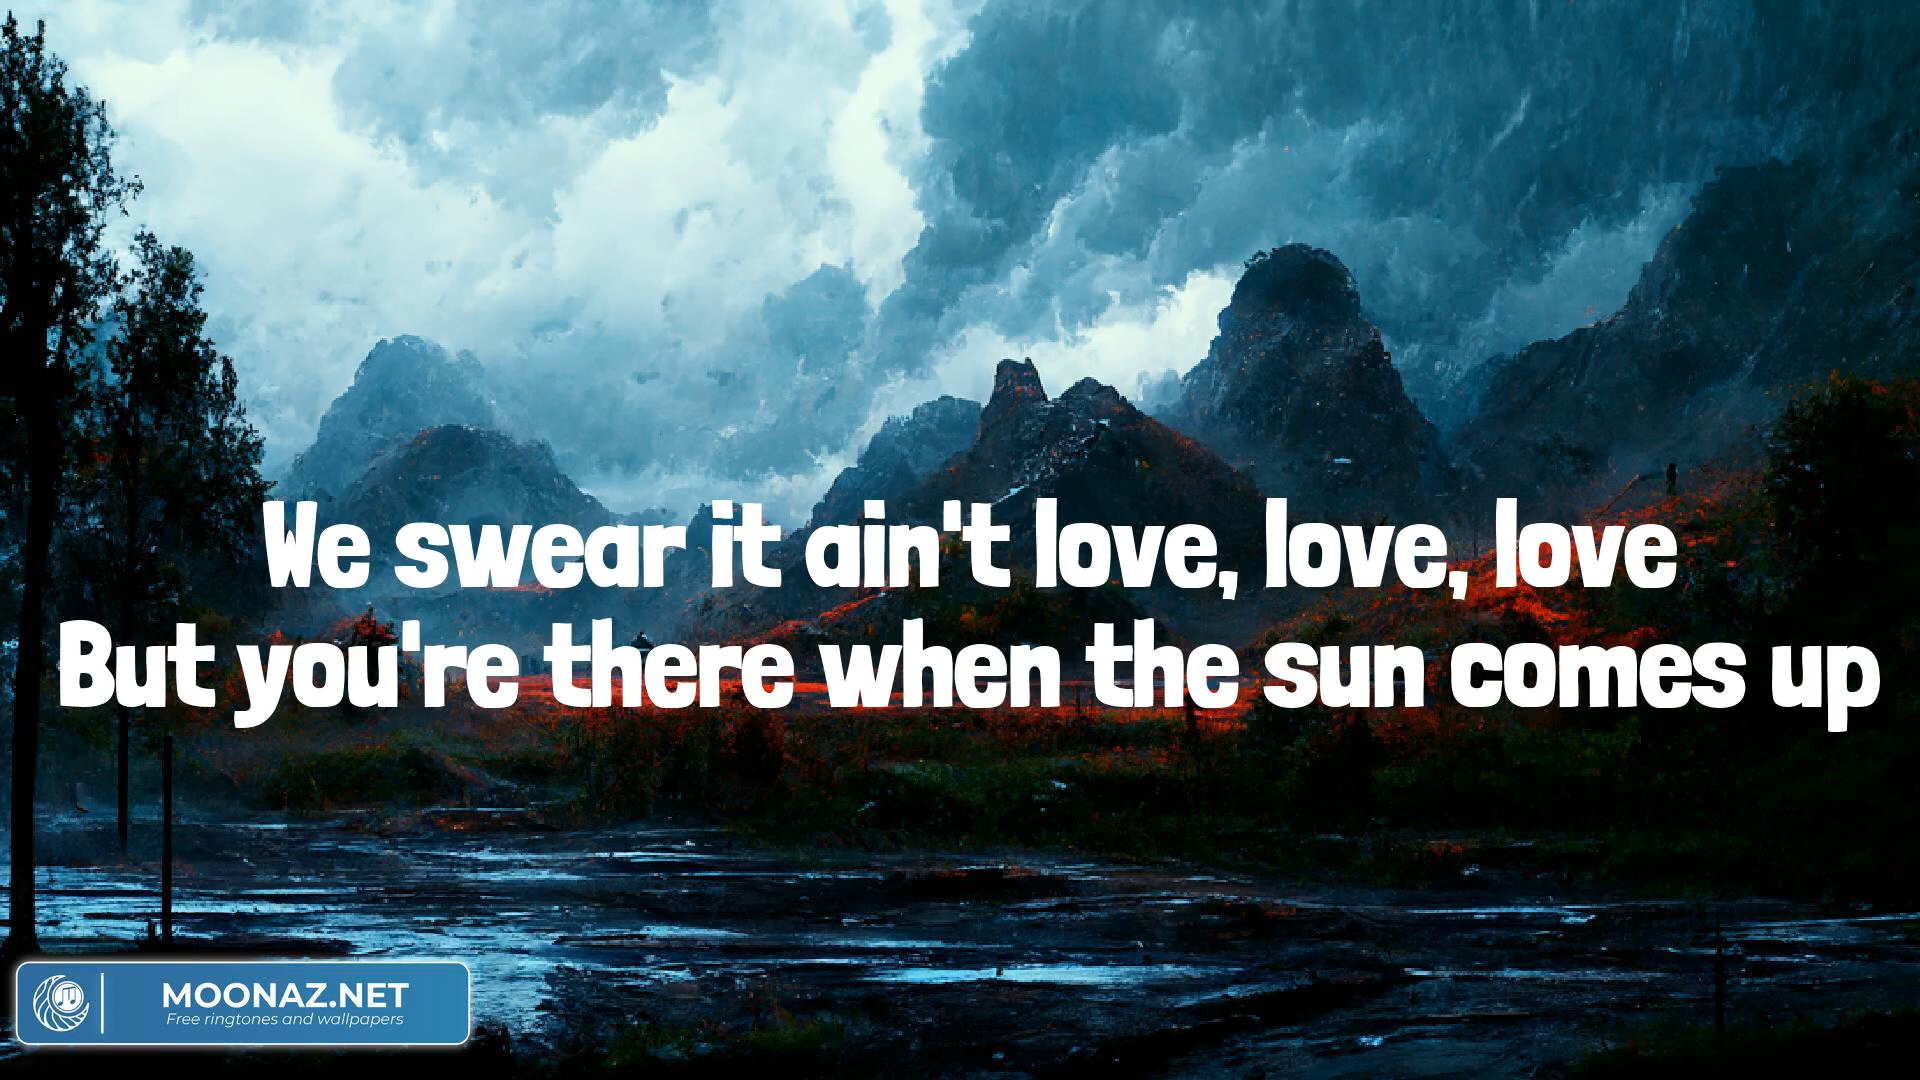 We swear it ain't love, love, love
But you're there when the sun comes up
MOONAZ.NET
Free ringtones and wallpapers